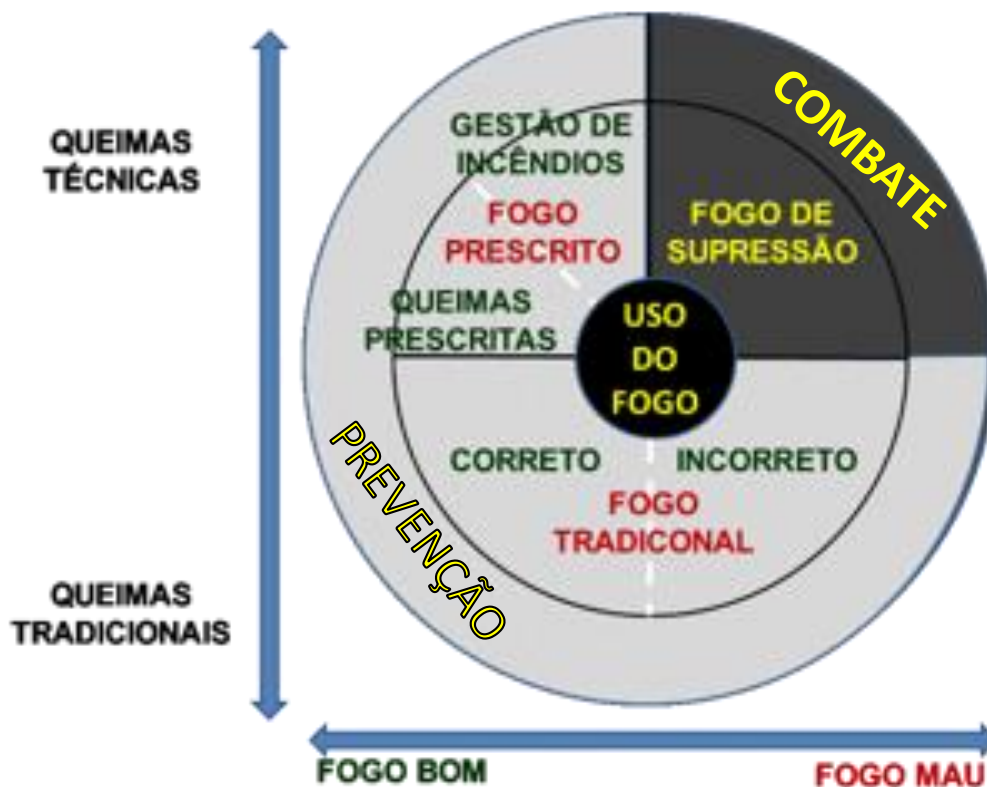 QUEIMAS
TÉCNICAS
QUEIMAS
TRADICIONAIS
COMBATE
GESTÃO DE
INCÊNDIOS
FOGO
PRESCRITO
QUEIMAS
PRESCRITAS
FOGO DE
SUPRESSÃO
USO
DO
FOGO
CORRETO
INCORRETO
FOGO
TRADICONAL
PREVENÇÃO
FOGO BOM
FOGO MAU